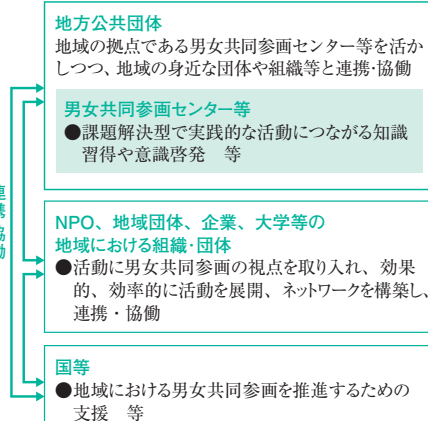 地方公共団体
地域の拠点である男女共同参画センター等を活か
しつつ、地域の身近な団体や組織等と連携・協働
男女共同参画センター等
●課題解決型で実践的な活動につながる知識
習得や意識啓発　等
連携・協働
NPO、地域団体、企業、大学等の
地域における組織・団体
●活動に男女共同参画の視点を取り入れ、効果
的、効率的に活動を展開、ネットワークを構築し、
連携・協働
国等
●地域における男女共同参画を推進するための
支援　等